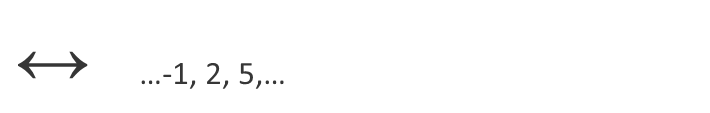 ↔ ...-1, 2, 5,...